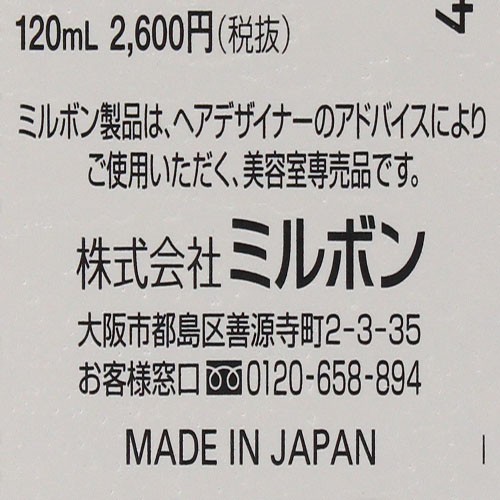 120mL 2,600円(税抜)
ミルボン製品は、ヘアデザイナーのアドバイスにより
ご使用いただく、美容室専売品です。
株式会社ミルボン
大阪市都島区善源寺町2-3-35
お客様窓口 0120-658-894
MADE IN JAPAN